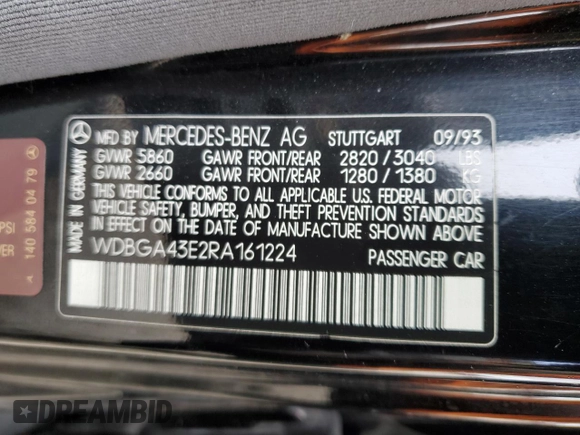 MFD BY MERCEDES-BENZ AG STUTTGART 09/93
GVWR 5860 GAWR FRONT/REAR 2820 / 3040 LBS
GVWR 2660 GAWR FRONT/REAR 1280 / 1380 KG
THIS VEHICLE CONFORMS TO ALL APPLICABLE U.S. FEDERAL MOTOR
VEHICLE SAFETY, BUMPER, AND THEFT PREVENTION STANDARDS
IN EFFECT ON THE DATE OF MANUFACTURE SHOWN ABOVE
WDBGA43E2RA161224 PASSENGER CAR
MADE IN GERMANY
140 584 04 79
PSI
DREAMBID.COM